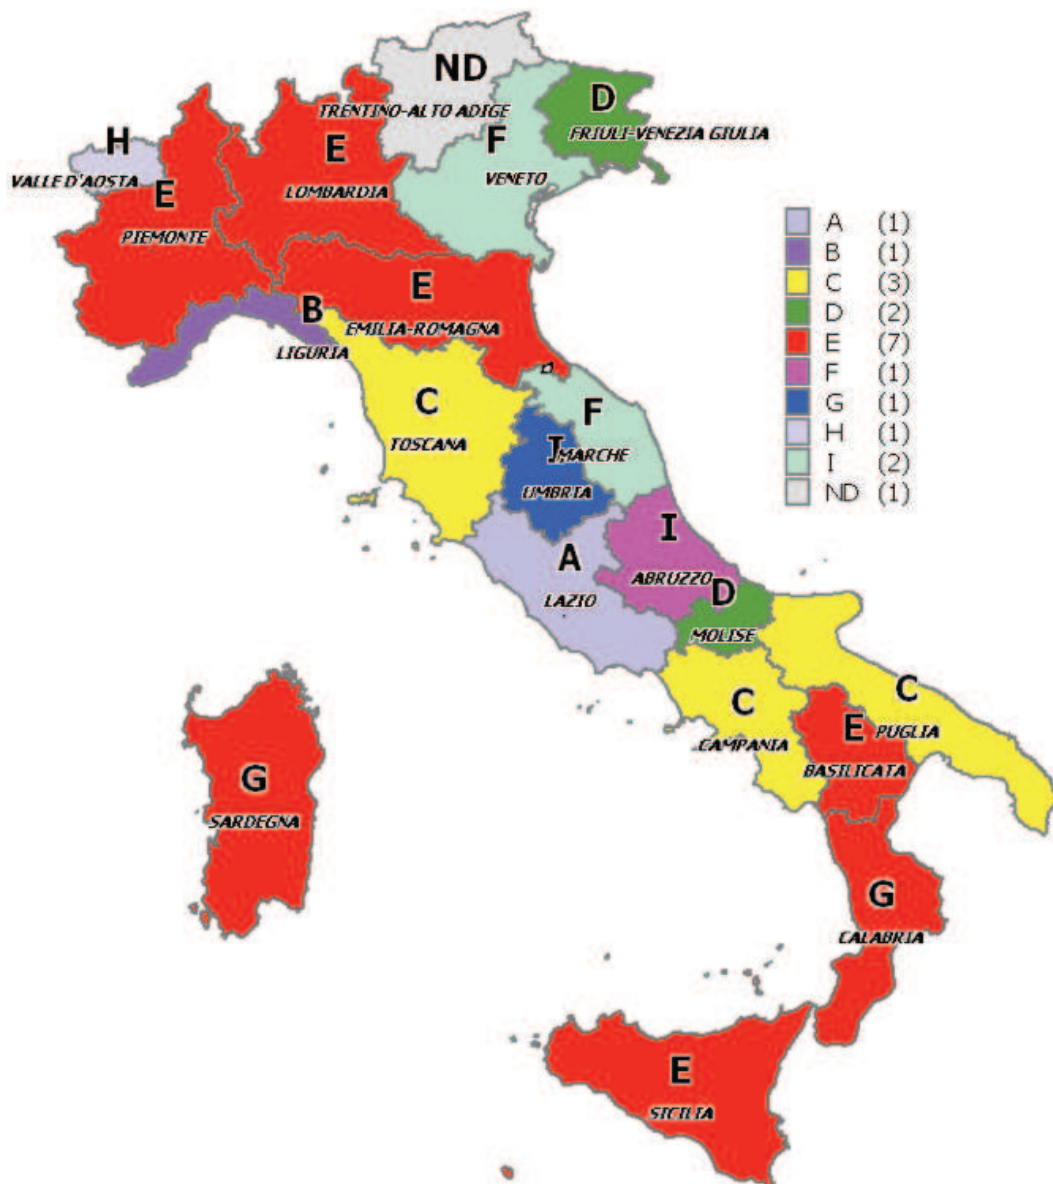 ND
TRENTINO-ALTO ADIGE
D
FRIULI-VENEZIA GIULIA
H
VALLE D'AOSTA
E
PIEMONTE
E
LOMBARDIA
F
VENETO
A (1)
B (1)
C (3)
D (2)
E (7)
F (1)
G (1)
H (1)
I (2)
ND (1)
E
EMILIA-ROMAGNA
B
LIGURIA
C
TOSCANA
F
MARCHE
I
UMBRIA
I
ABRUZZO
A
LAZIO
D
MOLISE
C
CAMPANIA
C
PUGLIA
E
BASILICATA
G
SARDEGNA
G
CALABRIA
E
SICILIA